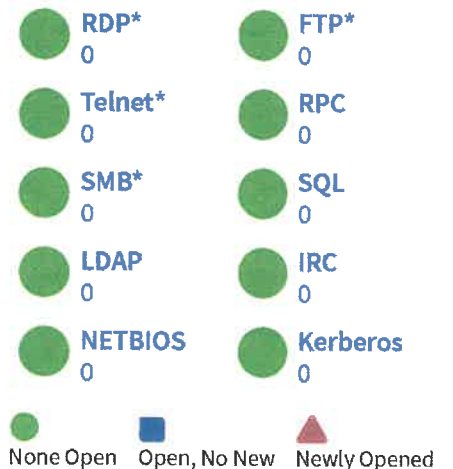 RDP*
0
FTP*
0
Telnet*
0
RPC
0
SMB*
0
SQL
0
LDAP
0
IRC
0
NETBIOS
0
Kerberos
0
None Open
Open, No New
Newly Opened